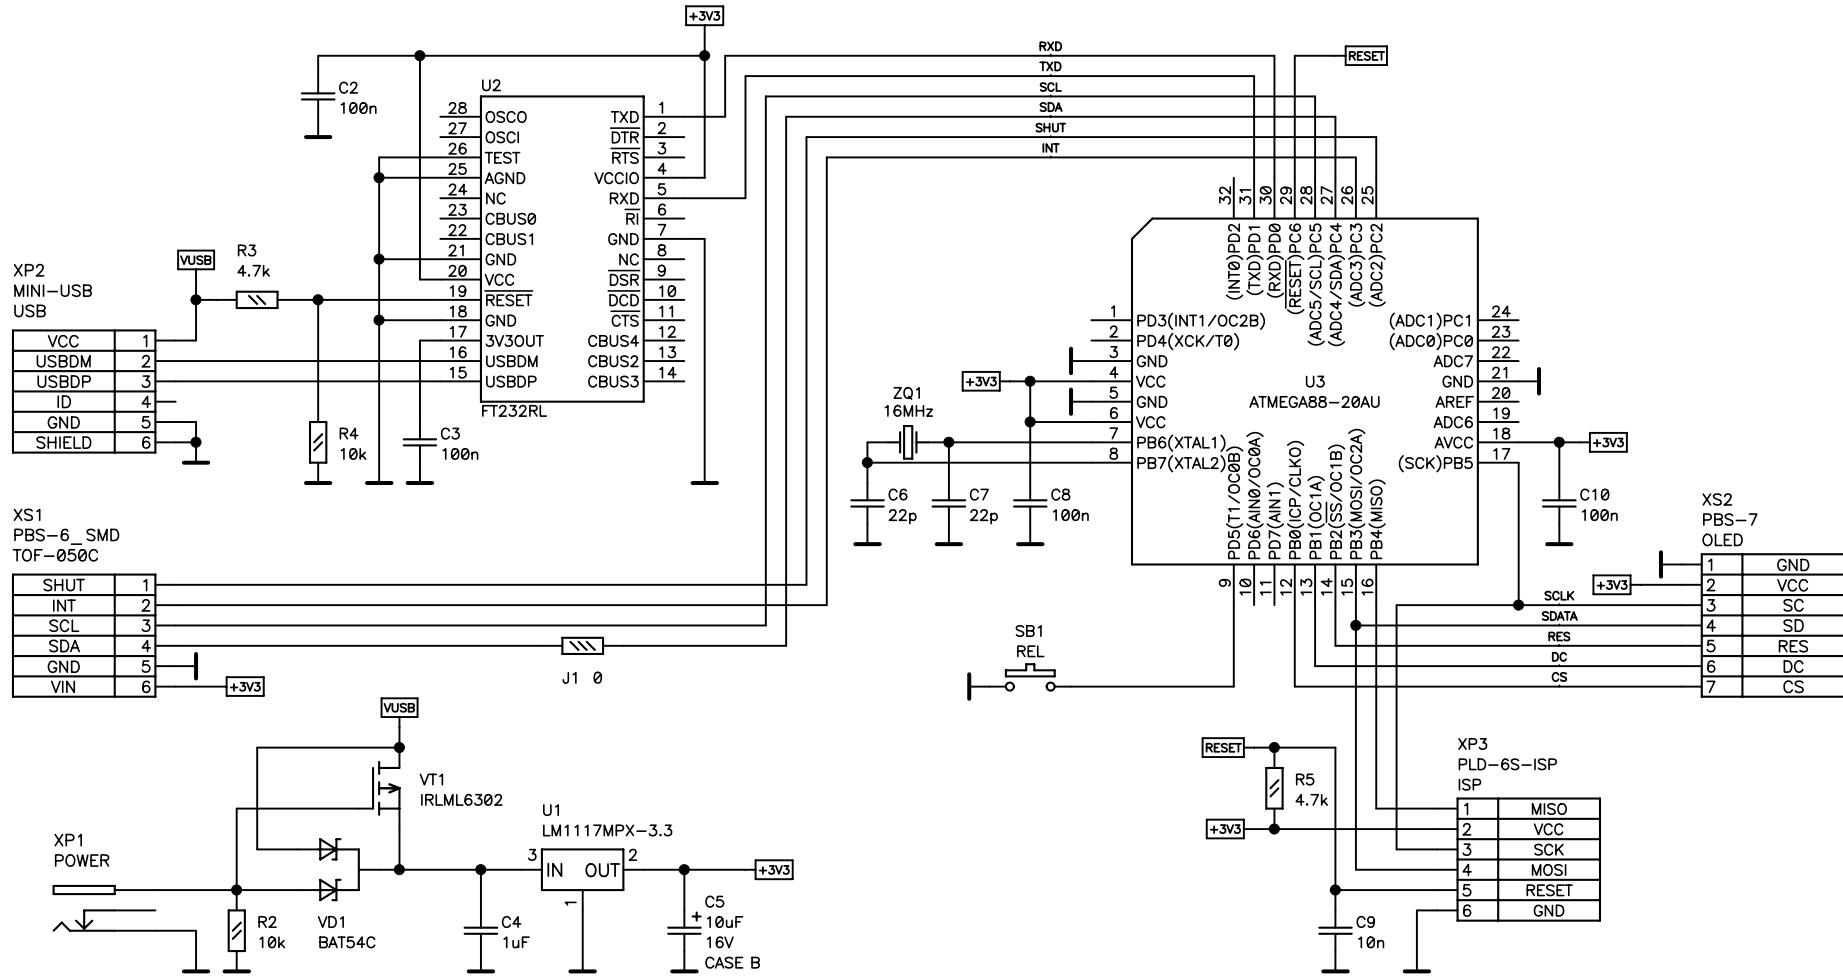 +3V3
C2
100n
U2
28 OSCO TXD 1
27 OSCI DTR 2
26 TEST RTS 3
25 AGND VCCIO 4
24 NC RXD 5
23 CBUS0 RI 6
22 CBUS1 GND 7
21 GND NC 8
20 VCC DSR 9
19 RESET DCD 10
18 GND CTS 11
17 3V3OUT CBUS4 12
16 USBDM CBUS2 13
15 USBDP CBUS3 14
FT232RL
RXD
TXD
SCL
SDA
SHUT
INT
RESET
VUSB
R3
4.7k
R4
10k
C3
100n
XP2
MINI-USB
USB
VCC 1
USBDM 2
USBDP 3
ID 4
GND 5
SHIELD 6
XS1
PBS-6_SMD
TOF-050C
SHUT 1
INT 2
SCL 3
SDA 4
GND 5
VIN 6
+3V3
J1 0
32 (INT0)PD2
31 (TXD)PD1
30 (RXD)PD0
29 (RESET)PC6
28 (ADC5/SCL)PC5
27 (ADC4/SDA)PC4
26 (ADC3)PC3
25 (ADC2)PC2
1 PD3(INT1/OC2B)
2 PD4(XCK/T0)
3 GND
4 VCC
5 GND
6 VCC
7 PB6(XTAL1)
8 PB7(XTAL2)
U3
ATMEGA88-20AU
(ADC1)PC1 24
(ADC0)PC0 23
ADC7 22
GND 21
AREF 20
ADC6 19
AVCC 18
(SCK)PB5 17
PD5(T1/OC0B) 9
PD6(AIN0/OC0A) 10
PD7(AIN1) 11
PB0(ICP/CLKO) 12
PB1(OC1A) 13
PB2(SS/OC1B) 14
PB3(MOSI/OC2A) 15
PB4(MISO) 16
+3V3
ZQ1
16MHz
C6
22p
C7
22p
C8
100n
+3V3
C10
100n
XS2
PBS-7
OLED
1 GND
2 VCC
3 SC
4 SD
5 RES
6 DC
7 CS
+3V3
SCLK
SDATA
RES
DC
CS
SB1
REL
VUSB
VT1
IRLML6302
XP1
POWER
R2
10k
VD1
BAT54C
C4
1uF
U1
LM1117MPX-3.3
3 IN OUT 2
1
+3V3
C5
+ 10uF
16V
CASE B
RESET
R5
4.7k
+3V3
C9
10n
XP3
PLD-6S-ISP
ISP
1 MISO
2 VCC
3 SCK
4 MOSI
5 RESET
6 GND